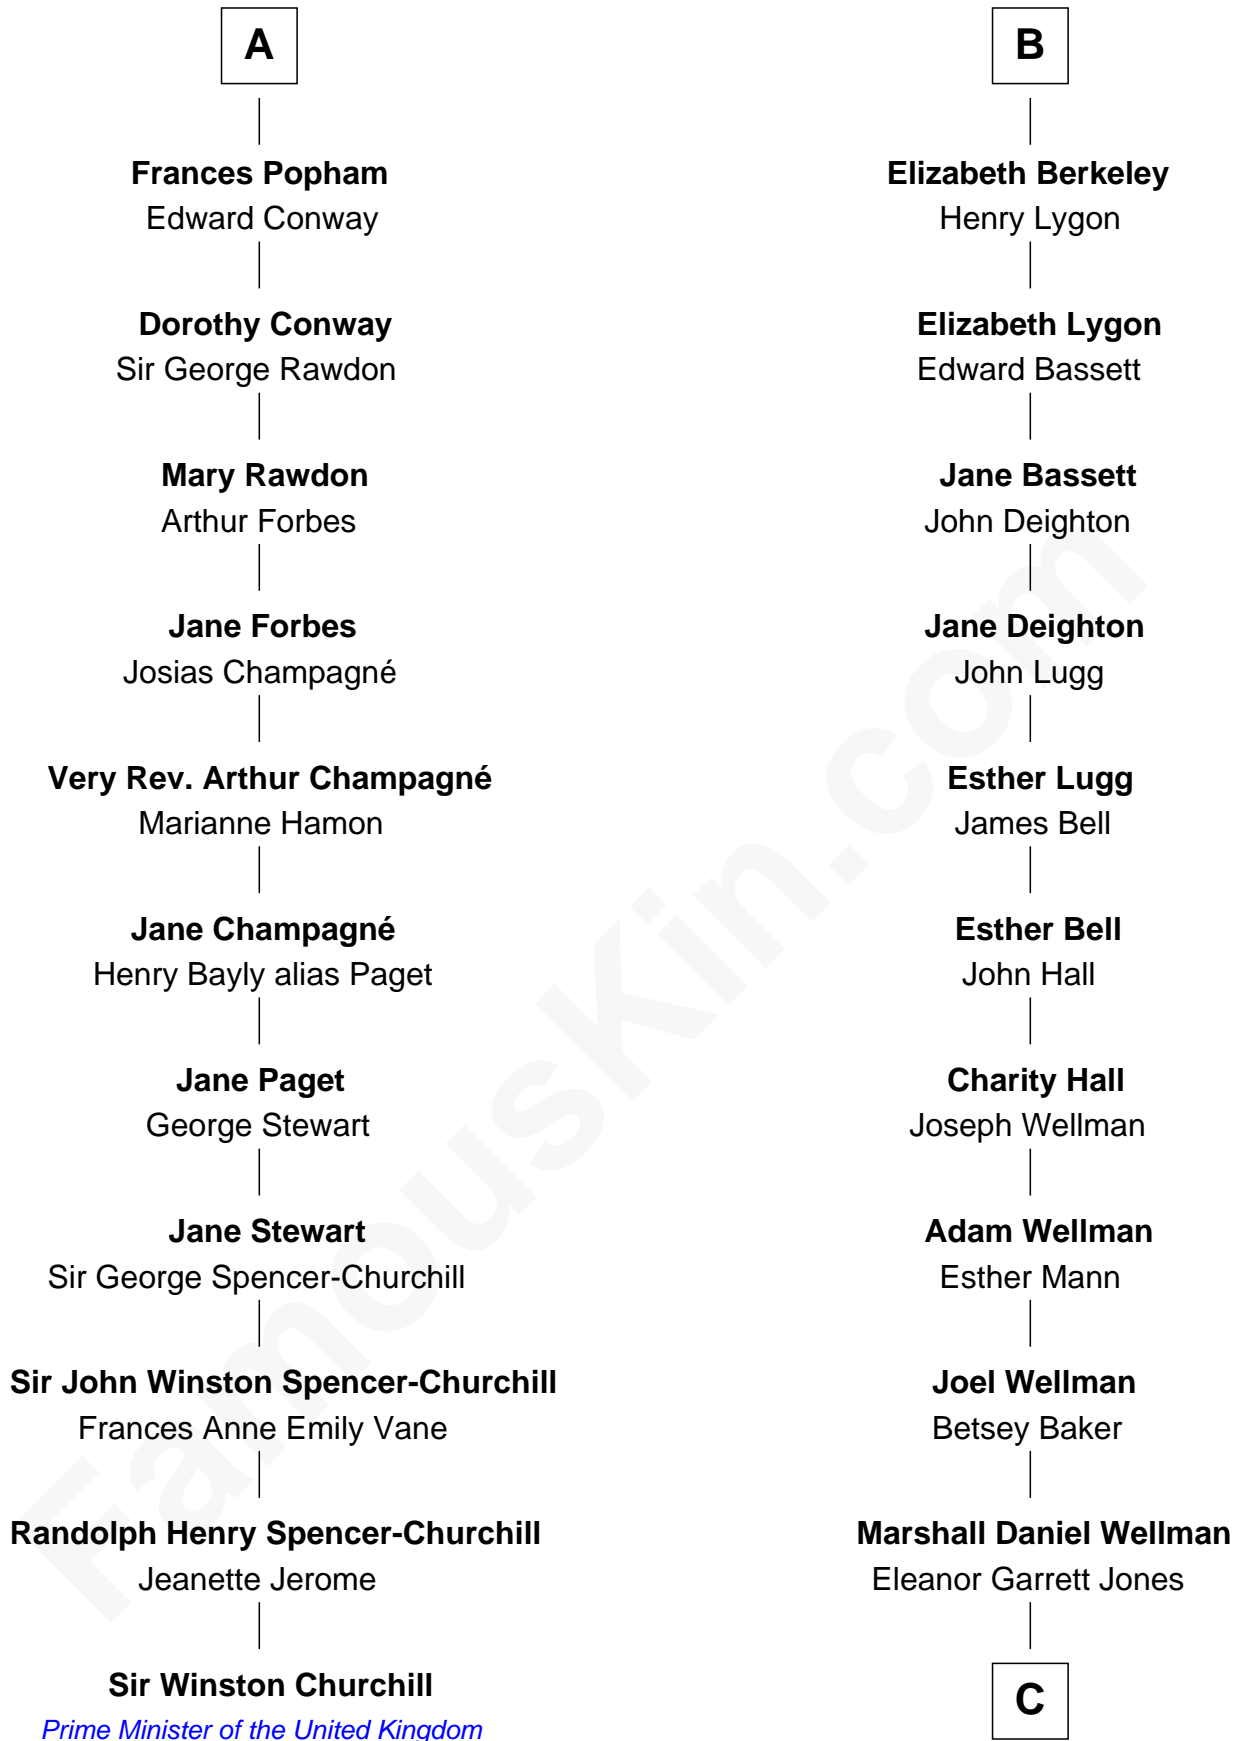 A
Frances Popham
Edward Conway
Dorothy Conway
Sir George Rawdon
Mary Rawdon
Arthur Forbes
Jane Forbes
Josias Champagné
Very Rev. Arthur Champagné
Marianne Hamon
Jane Champagné
Henry Bayly alias Paget
Jane Paget
George Stewart
Jane Stewart
Sir George Spencer-Churchill
Sir John Winston Spencer-Churchill
Frances Anne Emily Vane
Randolph Henry Spencer-Churchill
Jeanette Jerome
Sir Winston Churchill
Prime Minister of the United Kingdom
B
Elizabeth Berkeley
Henry Lygon
Elizabeth Lygon
Edward Bassett
Jane Bassett
John Deighton
Jane Deighton
John Lugg
Esther Lugg
James Bell
Esther Bell
John Hall
Charity Hall
Joseph Wellman
Adam Wellman
Esther Mann
Joel Wellman
Betsey Baker
Marshall Daniel Wellman
Eleanor Garrett Jones
C
FamousKin.com